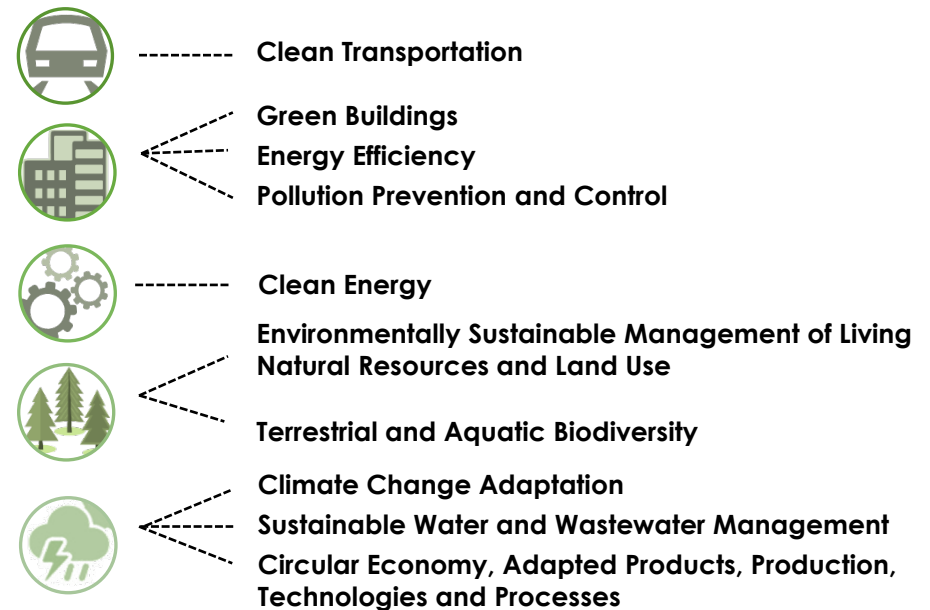 Clean Transportation
Green Buildings
Energy Efficiency
Pollution Prevention and Control
Clean Energy
Environmentally Sustainable Management of Living
Natural Resources and Land Use
Terrestrial and Aquatic Biodiversity
Climate Change Adaptation
Sustainable Water and Wastewater Management
Circular Economy, Adapted Products, Production,
Technologies and Processes